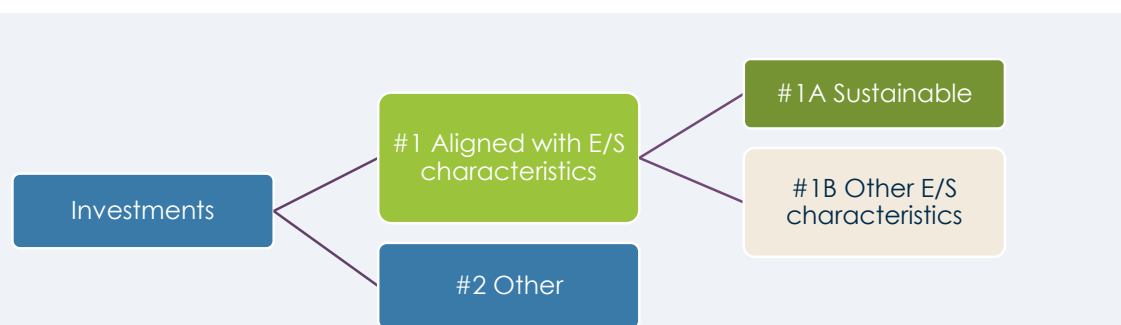 #1A Sustainable
#1 Aligned with E/S
characteristics
#1B Other E/S
characteristics
Investments
#2 Other